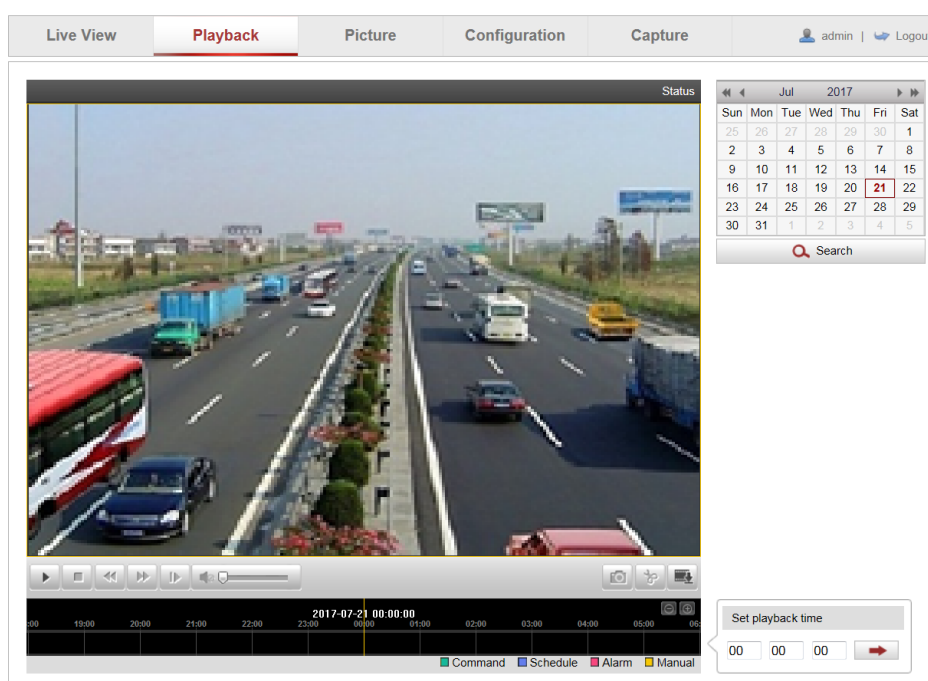 Live View Playback Picture Configuration Capture admin | Logou
Status
Jul 2017
Sun Mon Tue Wed Thu Fri Sat
25 26 27 28 29 30 1
2 3 4 5 6 7 8
9 10 11 12 13 14 15
16 17 18 19 20 21 22
23 24 25 26 27 28 29
30 31 1 2 3 4 5
Search
2017-07-21 00:00:00
:00 19:00 20:00 21:00 22:00 23:00 00:00 01:00 02:00 03:00 04:00 05:00 06:
Command Schedule Alarm Manual
Set playback time
00 00 00